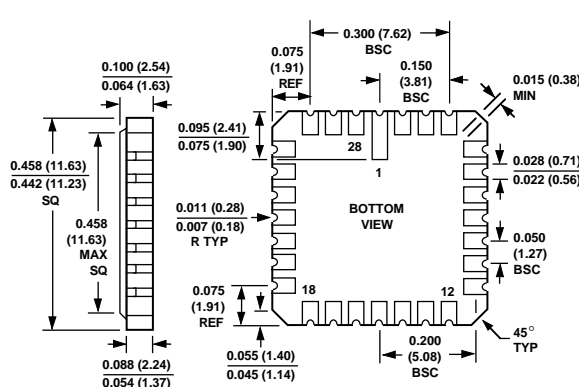 0.100 (2.54)
0.064 (1.63)
0.075
(1.91)
REF
0.300 (7.62)
BSC
0.150
(3.81)
BSC
0.015 (0.38)
MIN
0.458 (11.63)
0.442 (11.23)
SQ
0.458
(11.63)
MAX
SQ
0.095 (2.41)
0.075 (1.90)
28
1
0.028 (0.71)
0.022 (0.56)
0.011 (0.28)
0.007 (0.18)
R TYP
BOTTOM
VIEW
0.050
(1.27)
BSC
0.075
(1.91)
REF
18
12
0.088 (2.24)
0.054 (1.37)
0.055 (1.40)
0.045 (1.14)
0.200
(5.08)
BSC
45°
TYP